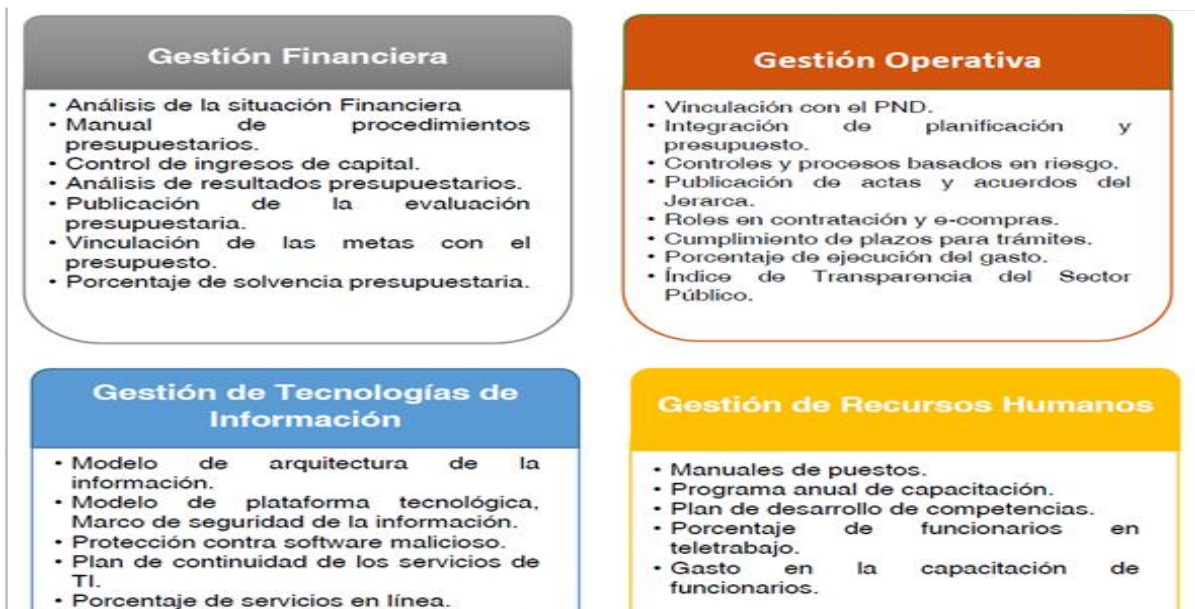 Gestión Financiera
• Análisis de la situación Financiera
• Manual de procedimientos
presupuestarios.
• Control de ingresos de capital.
• Análisis de resultados presupuestarios.
• Publicación de la evaluación
presupuestaria.
• Vinculación de las metas con el
presupuesto.
• Porcentaje de solvencia presupuestaria.
Gestión Operativa
• Vinculación con el PND.
• Integración de planificación y
presupuesto.
• Controles y procesos basados en riesgo.
• Publicación de actas y acuerdos del
Jerarca.
• Roles en contratación y e-compras.
• Cumplimiento de plazos para trámites.
• Porcentaje de ejecución del gasto.
• Índice de Transparencia del Sector
Público.
Gestión de Tecnologías de
Información
• Modelo de arquitectura de la
información.
• Modelo de plataforma tecnológica,
Marco de seguridad de la información.
• Protección contra software malicioso.
• Plan de continuidad de los servicios de
TI.
• Porcentaje de servicios en línea.
Gestión de Recursos Humanos
• Manuales de puestos.
• Programa anual de capacitación.
• Plan de desarrollo de competencias.
• Porcentaje de funcionarios en
teletrabajo.
• Gasto en la capacitación de
funcionarios.